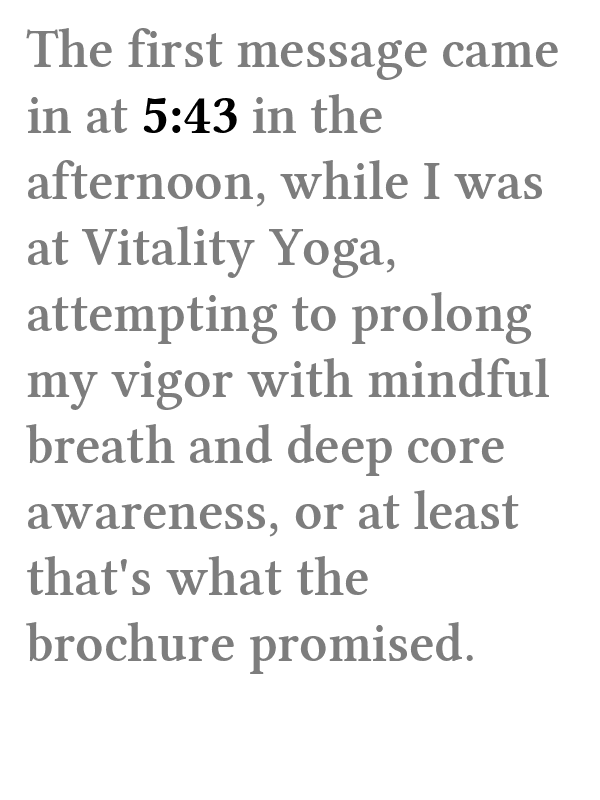 The first message came
in at 5:43 in the
afternoon, while I was
at Vitality Yoga,
attempting to prolong
my vigor with mindful
breath and deep core
awareness, or at least
that's what the
brochure promised.